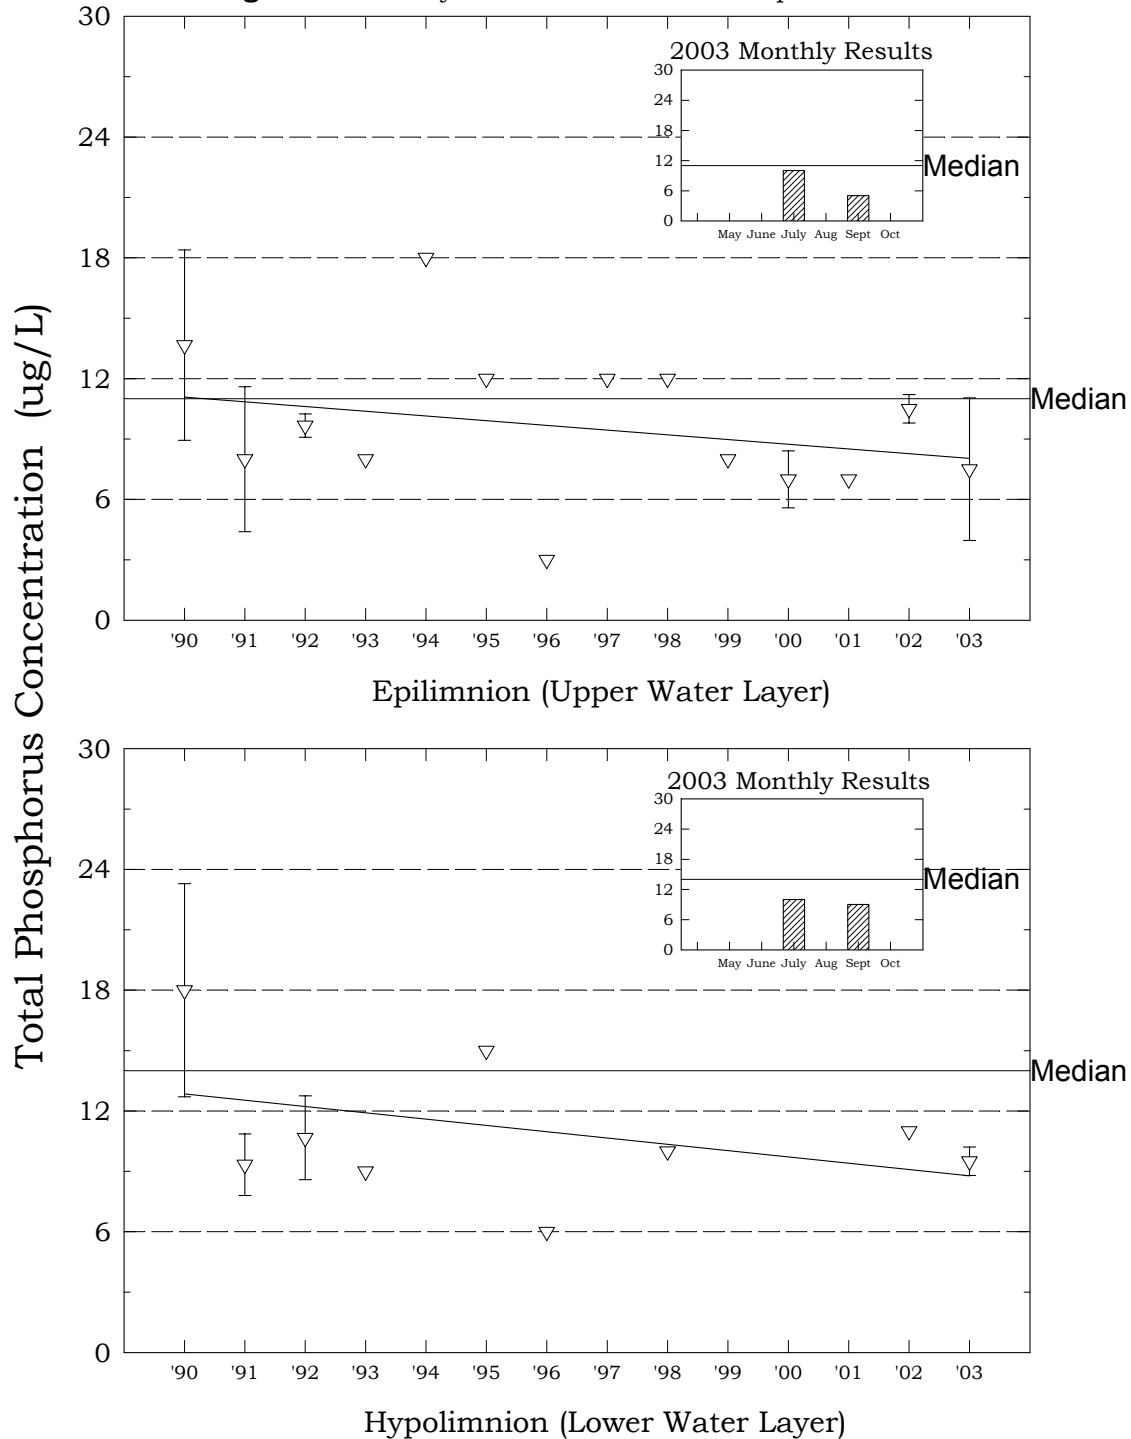 2003 Monthly Results
30
24
18
12
6
0
Median
May June July Aug Sept Oct
30
24
18
12
6
0
Median
'90 '91 '92 '93 '94 '95 '96 '97 '98 '99 '00 '01 '02 '03
Epilimnion (Upper Water Layer)
Total Phosphorus Concentration (ug/L)
2003 Monthly Results
30
24
18
12
6
0
Median
May June July Aug Sept Oct
30
24
18
12
6
0
Median
'90 '91 '92 '93 '94 '95 '96 '97 '98 '99 '00 '01 '02 '03
Hypolimnion (Lower Water Layer)